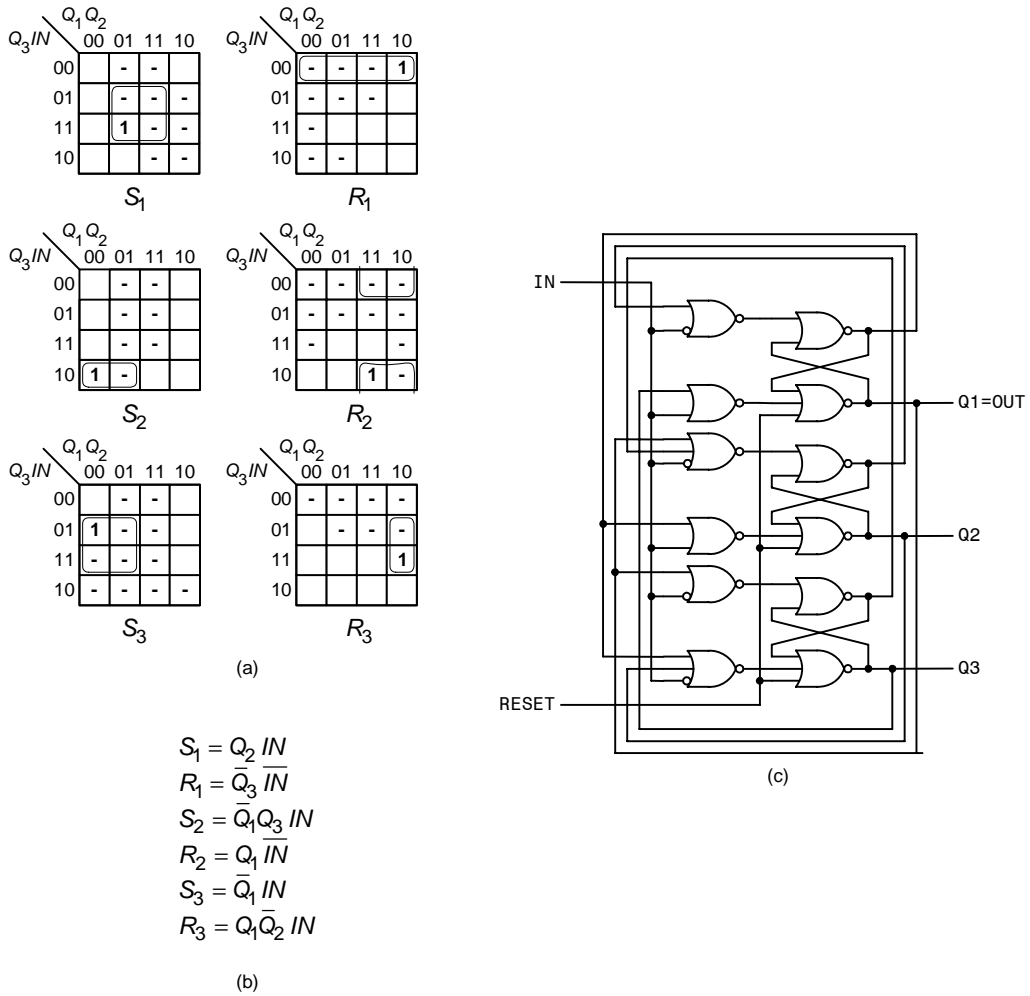 Q1Q2 Q1Q2
Q3IN 00 01 11 10 Q3IN 00 01 11 10
00 - - 00 - - - 1
01 - - - 01 - -
11 1 - - 11 -
10 - - 10 - -
S1 R1
Q1Q2 Q1Q2
Q3IN 00 01 11 10 Q3IN 00 01 11 10
00 - - 00 - -
01 - - 01 - - - -
11 - - 11 - -
10 1 - 10 1 -
S2 R2
Q1Q2 Q1Q2
Q3IN 00 01 11 10 Q3IN 00 01 11 10
00 - - 00 - - - -
01 1 - - 01 - - -
11 - - - 11 1
10 - - - - 10
S3 R3
(a)
S1 = Q2 IN
R1 = Q̄3 I̅N̅
S2 = Q̄1Q3 IN
R2 = Q1 I̅N̅
S3 = Q̄1 IN
R3 = Q1Q̄2 IN
(b)
IN
Q1=OUT
Q2
Q3
RESET
(c)